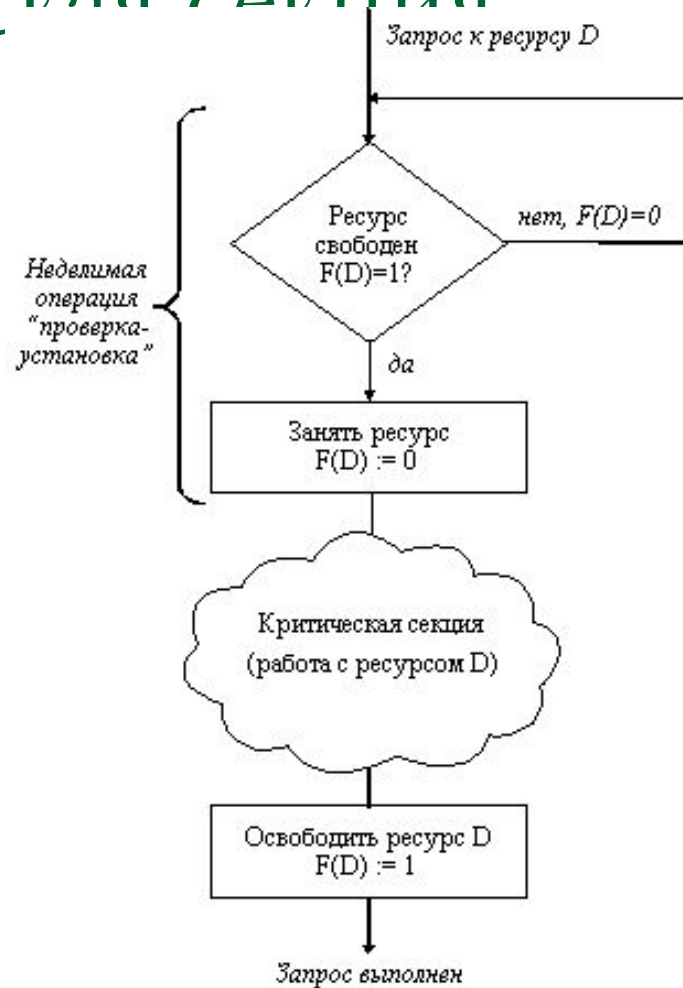 Запрос к ресурсу D
Ресурс
свободен
F(D)=1?
нет, F(D)=0
Неделимая
операция
“проверка-
установка”
да
Занять ресурс
F(D) := 0
Критическая секция
(работа с ресурсом D)
Освободить ресурс D
F(D) := 1
Запрос выполнен